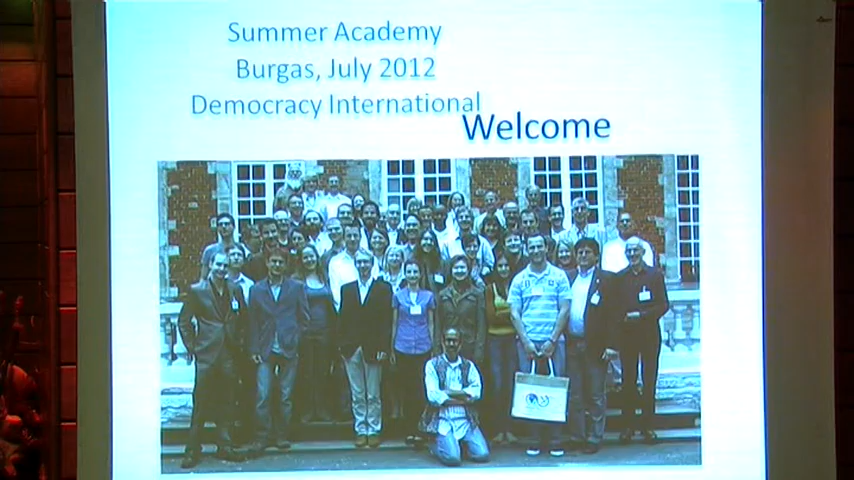 Summer Academy
Burgas, July 2012
Democracy International
Welcome